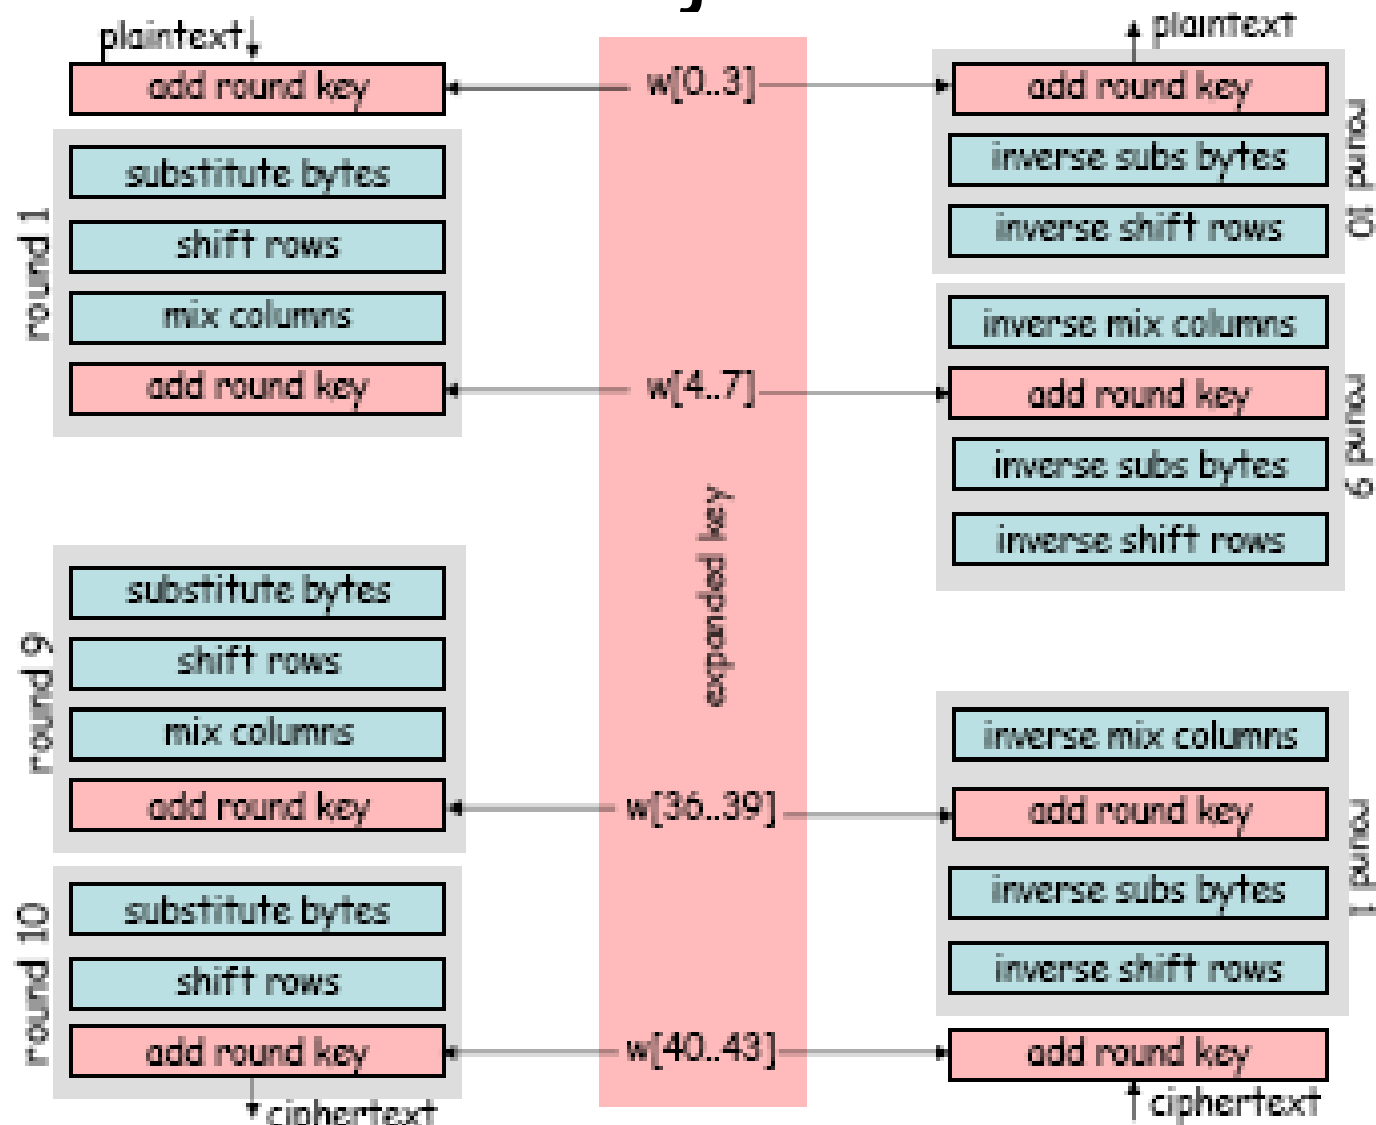 plaintext
add round key
round 1
substitute bytes
shift rows
mix columns
add round key
round 9
substitute bytes
shift rows
mix columns
add round key
round 10
substitute bytes
shift rows
add round key
ciphertext
w[0..3]
w[4..7]
expanded key
w[36..39]
w[40..43]
plaintext
add round key
inverse subs bytes
inverse shift rows
round 10
inverse mix columns
add round key
inverse subs bytes
inverse shift rows
round 9
inverse mix columns
add round key
inverse subs bytes
inverse shift rows
round 1
add round key
ciphertext